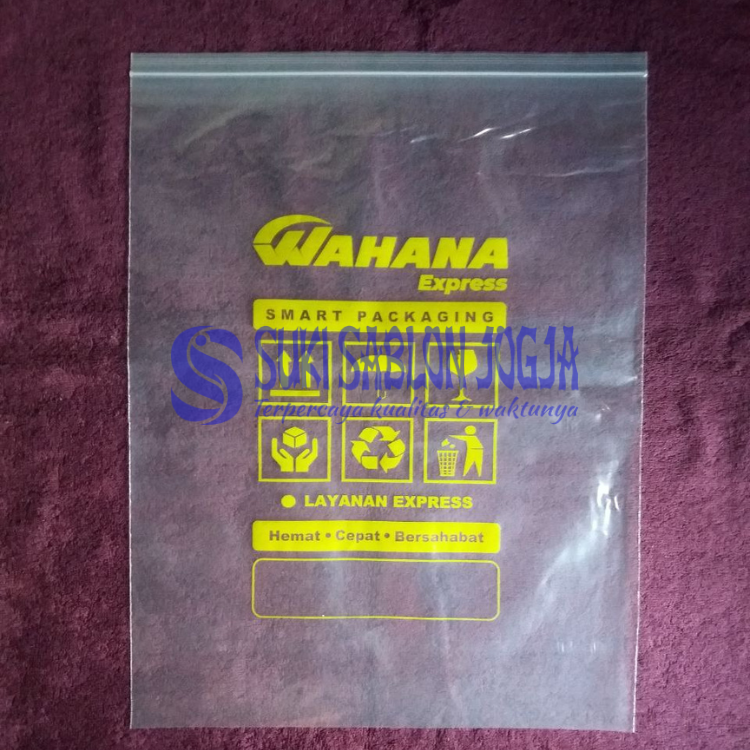 WAHANA
Express
SMART PACKAGING
SUKI SABLON JOGJA
Terpercaya kualitas & waktunya
LAYANAN EXPRESS
Hemat • Cepat • Bersahabat